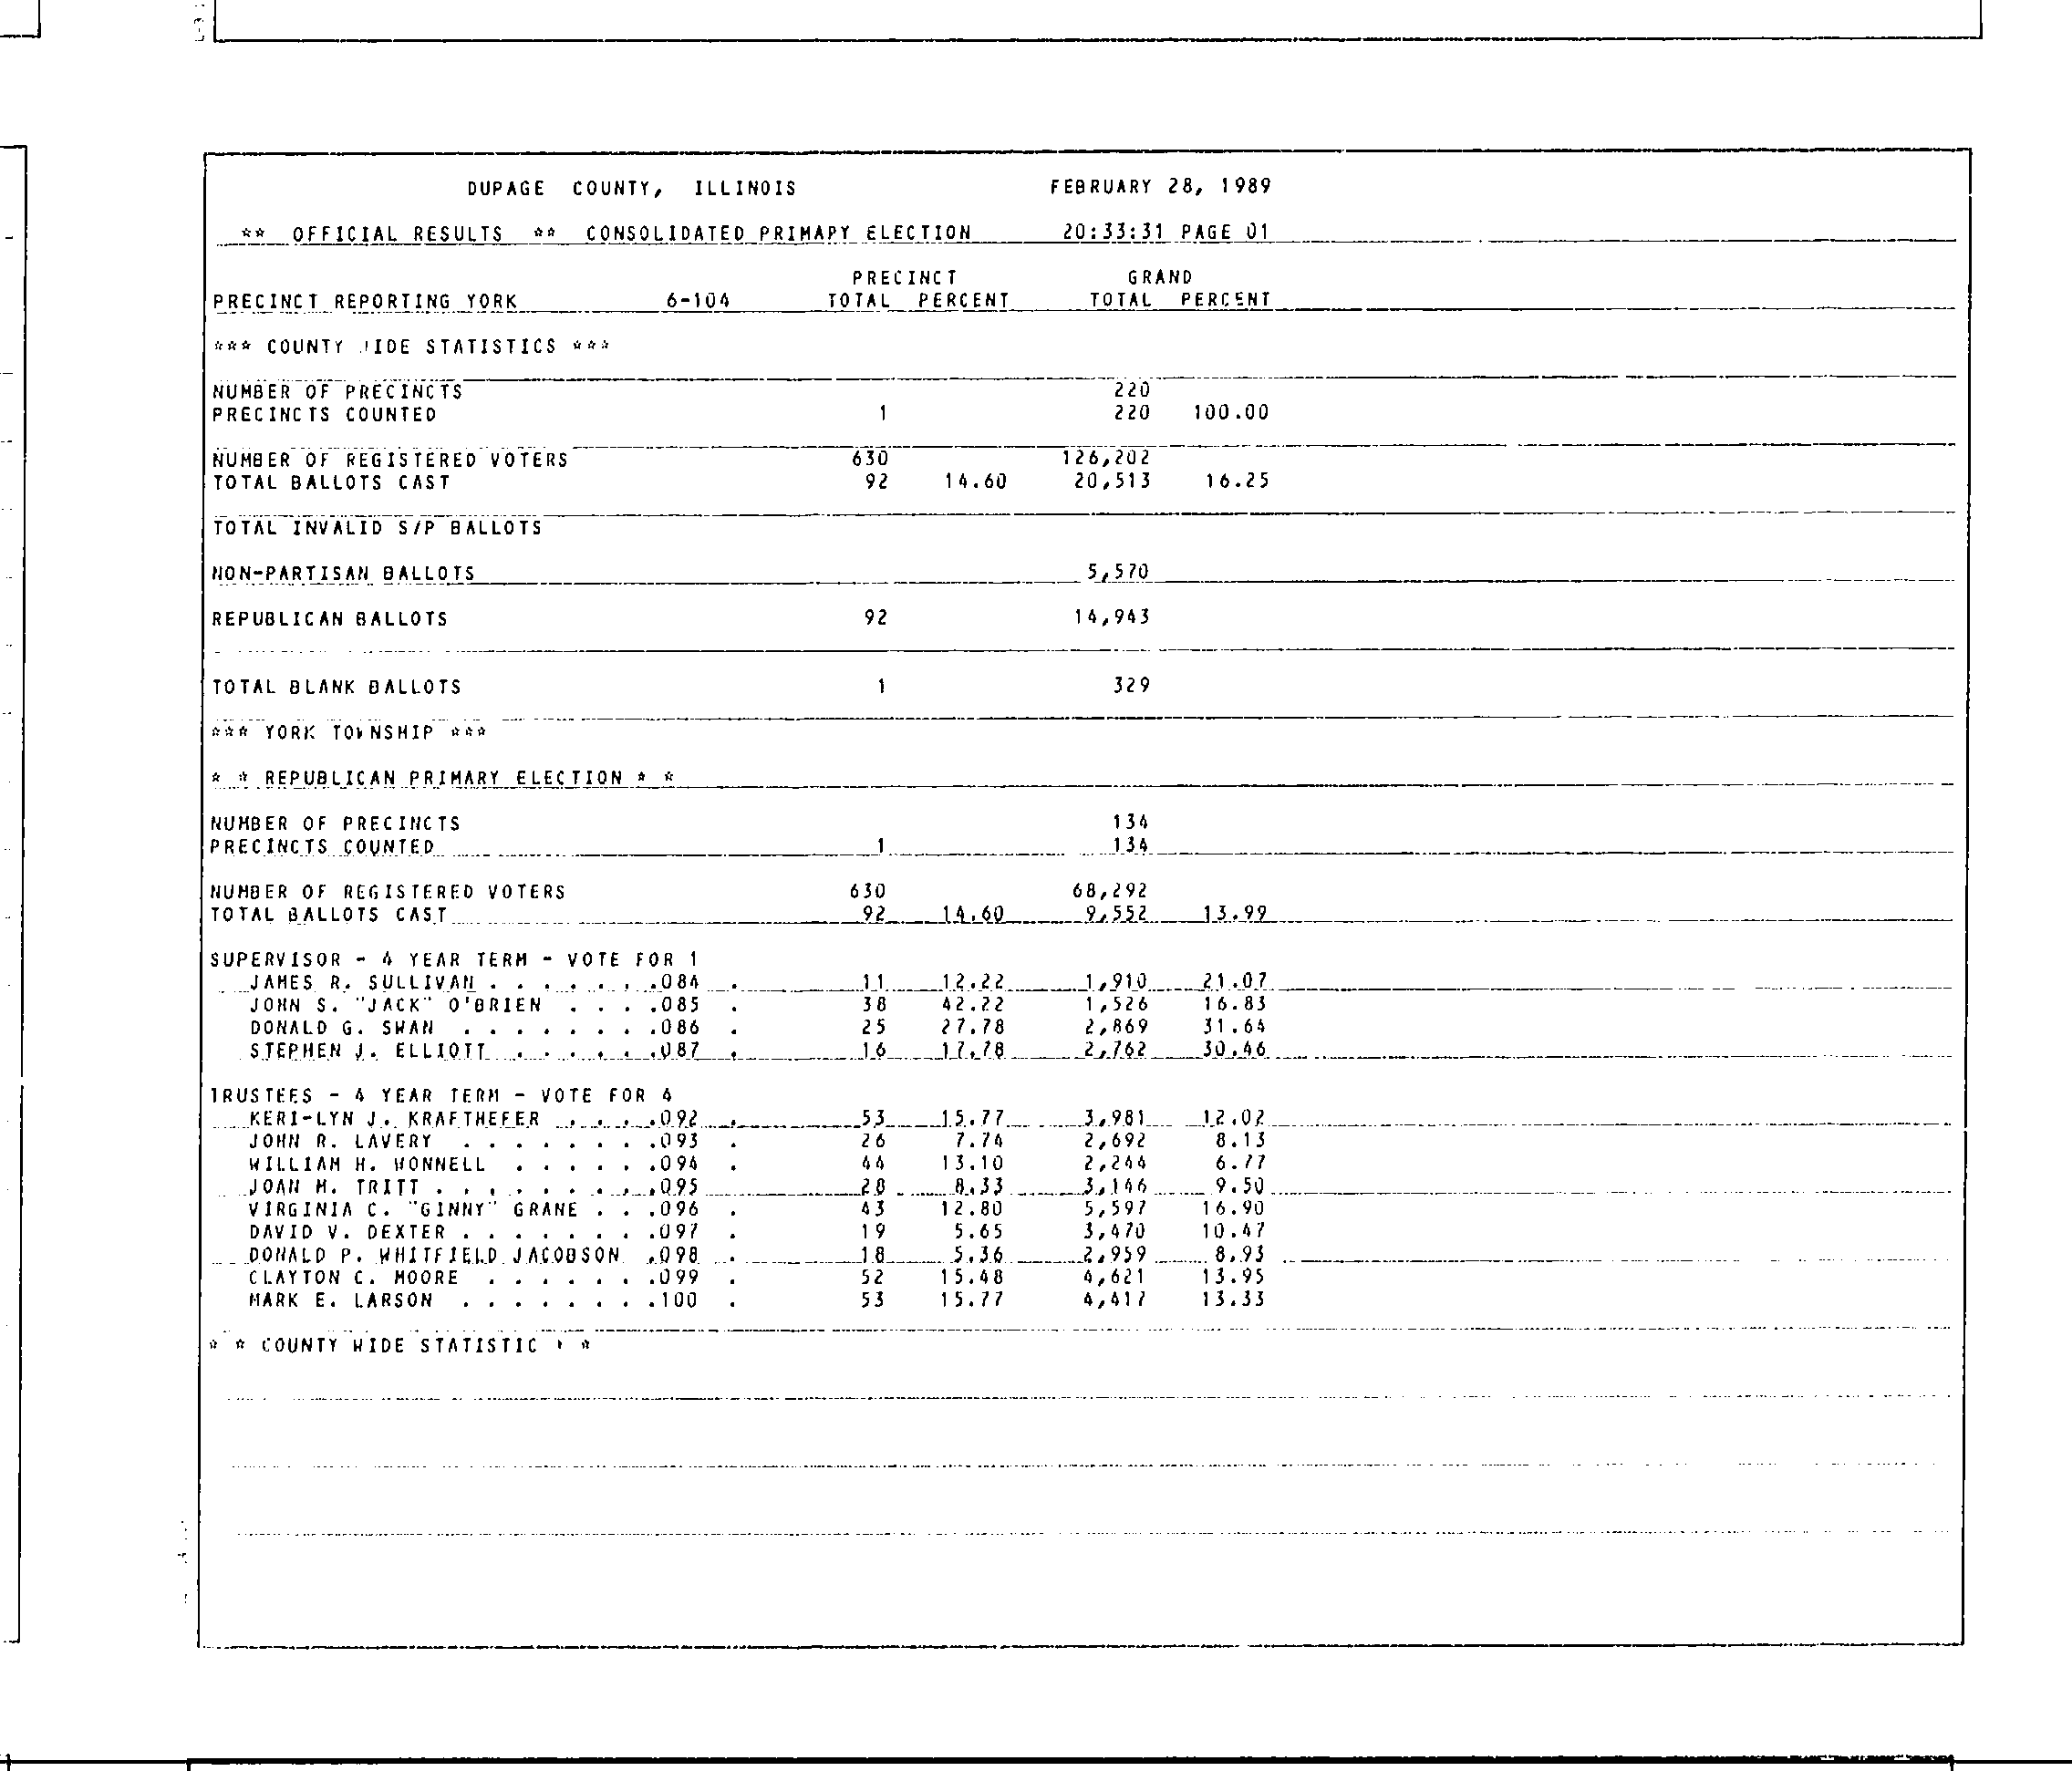 DUPAGE COUNTY, ILLINOIS FEBRUARY 28, 1989
** OFFICIAL RESULTS ** CONSOLIDATED PRIMARY ELECTION 20:33:31 PAGE 01
PRECINCT GRAND
PRECINCT REPORTING YORK 6-104 TOTAL PERCENT TOTAL PERCENT
*** COUNTY WIDE STATISTICS ***
NUMBER OF PRECINCTS 220
PRECINCTS COUNTED 1 220 100.00
NUMBER OF REGISTERED VOTERS 630 126,202
TOTAL BALLOTS CAST 92 14.60 20,513 16.25
TOTAL INVALID S/P BALLOTS
NON-PARTISAN BALLOTS 5,570
REPUBLICAN BALLOTS 92 14,943
TOTAL BLANK BALLOTS 1 329
*** YORK TOWNSHIP ***
* * REPUBLICAN PRIMARY ELECTION * *
NUMBER OF PRECINCTS 134
PRECINCTS COUNTED 1 134
NUMBER OF REGISTERED VOTERS 630 68,292
TOTAL BALLOTS CAST 92 14.60 9,552 13.99
SUPERVISOR - 4 YEAR TERM - VOTE FOR 1
JAMES R. SULLIVAN . . . . . . .084 . 11 12.22 1,910 21.07
JOHN S. "JACK" O'BRIEN . . . .085 . 38 42.22 1,526 16.83
DONALD G. SWAN . . . . . . . .086 . 25 27.78 2,869 31.64
STEPHEN J. ELLIOTT . . . . . .087 . 16 17.78 2,762 30.46
TRUSTEES - 4 YEAR TERM - VOTE FOR 4
KERI-LYN J. KRAFTHEFER . . . .092 . 53 15.77 3,981 12.02
JOHN R. LAVERY . . . . . . . .093 . 26 7.74 2,692 8.13
WILLIAM H. WONNELL . . . . . .094 . 44 13.10 2,244 6.77
JOAN M. TRITT . . . . . . . . .095 . 28 8.33 3,146 9.50
VIRGINIA C. "GINNY" GRANE . . .096 . 43 12.80 5,597 16.90
DAVID V. DEXTER . . . . . . . .097 . 19 5.65 3,470 10.47
DONALD P. WHITFIELD JACOBSON .098 . 18 5.36 2,959 8.93
CLAYTON C. MOORE . . . . . . .099 . 52 15.48 4,621 13.95
MARK E. LARSON . . . . . . . .100 . 53 15.77 4,417 13.33
* * COUNTY WIDE STATISTIC * *